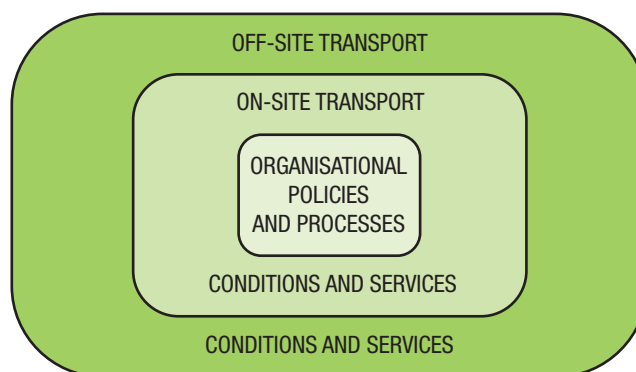 OFF-SITE TRANSPORT
ON-SITE TRANSPORT
ORGANISATIONAL
POLICIES
AND PROCESSES
CONDITIONS AND SERVICES
CONDITIONS AND SERVICES